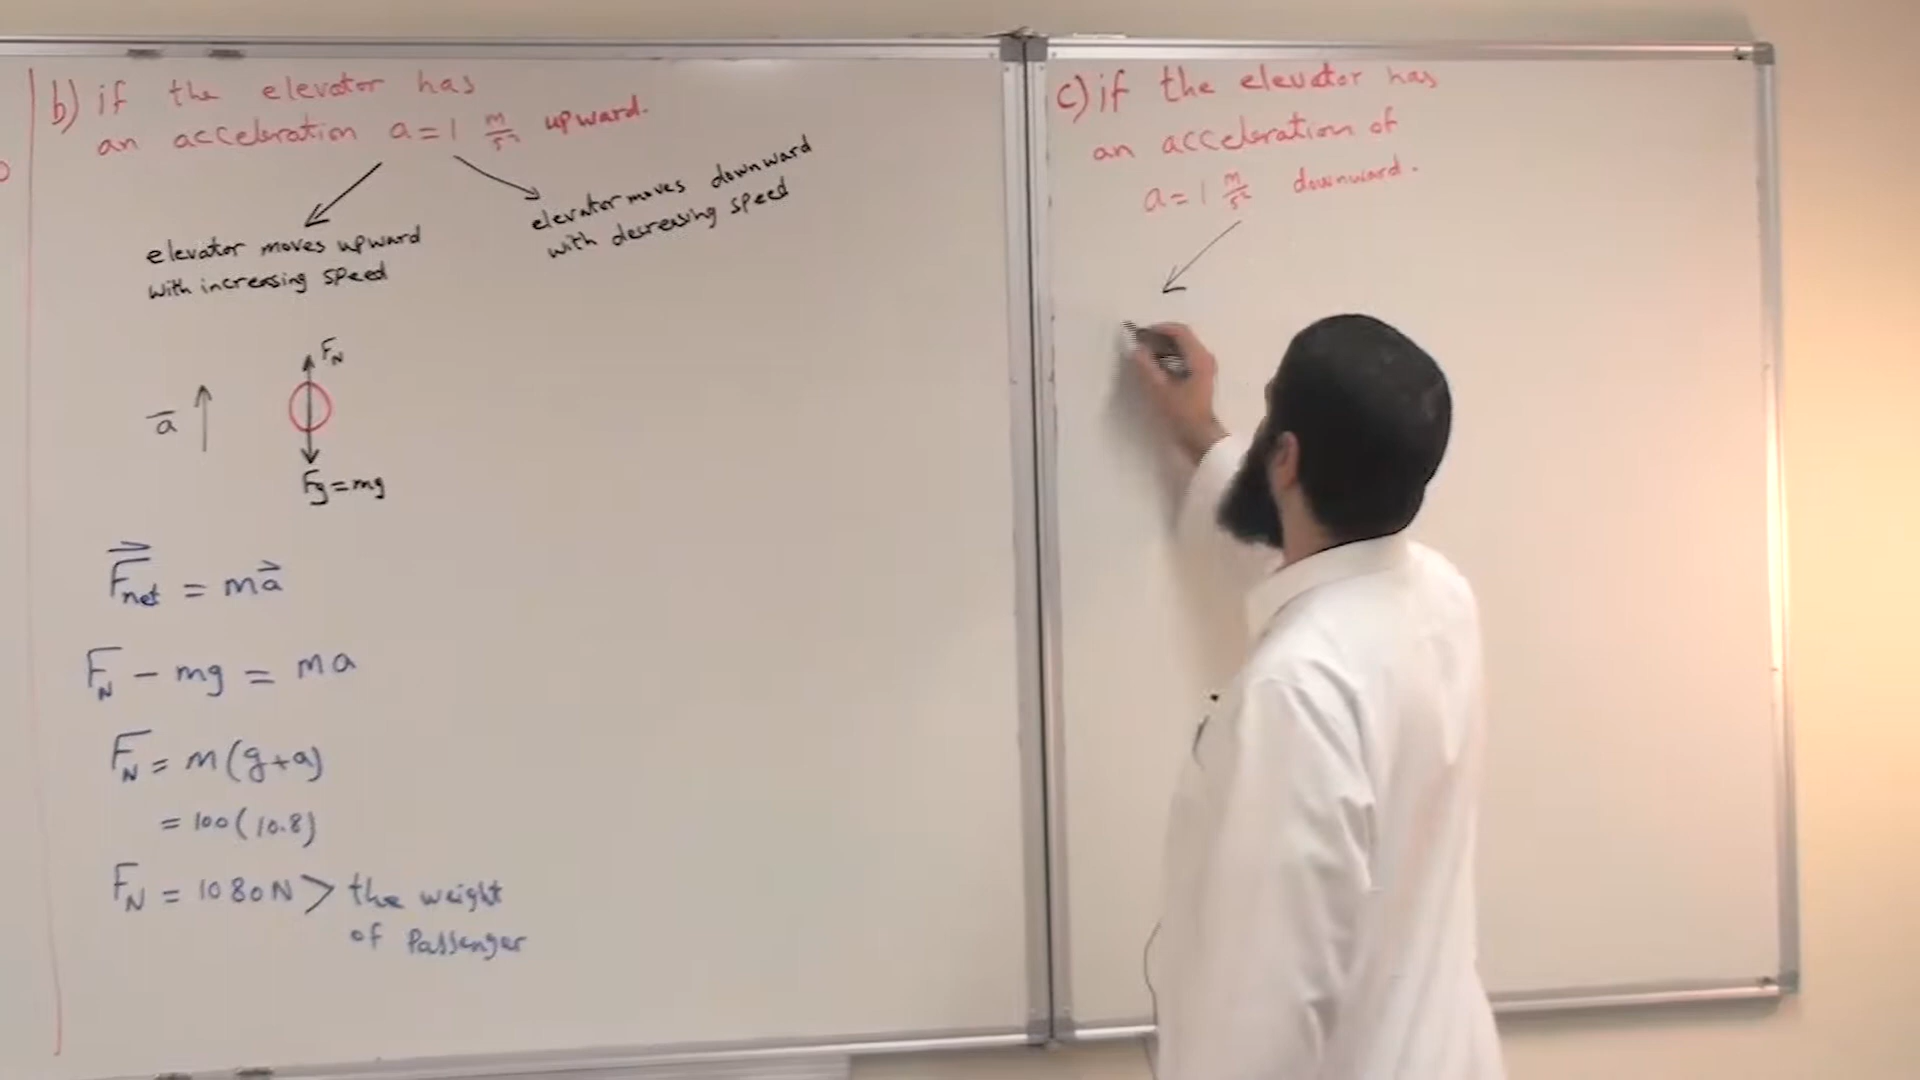 b) if the elevator has
an acceleration a = 1 m/s² upward.
elevator moves upward
with increasing speed
elevator moves downward
with decreasing speed
F_N
a
Fg = mg
F_net = ma
F_N - mg = ma
F_N = m(g+a)
= 100(10.8)
F_N = 1080N > the weight
of Passenger
c) if the elevator has
an acceleration of
a = 1 m/s² downward.